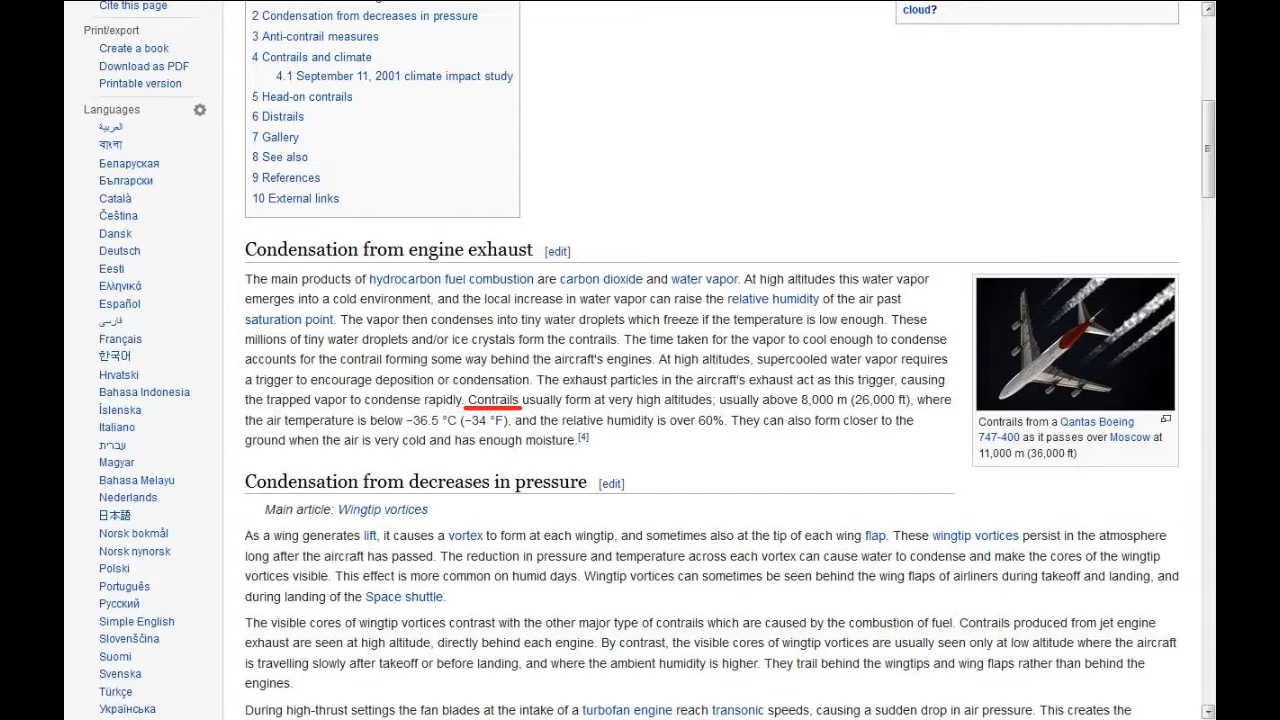 Cite this page
Print/export
Create a book
Download as PDF
Printable version
Languages
العربية
বাংলা
Беларуская
Български
Català
Čeština
Dansk
Deutsch
Eesti
Ελληνικά
Español
فارسی
Français
한국어
Hrvatski
Bahasa Indonesia
Íslenska
Italiano
עברית
Magyar
Bahasa Melayu
Nederlands
日本語
Norsk bokmål
Norsk nynorsk
Polski
Português
Русский
Simple English
Slovenščina
Suomi
Svenska
Türkçe
Українська
2 Condensation from decreases in pressure
3 Anti-contrail measures
4 Contrails and climate
4.1 September 11, 2001 climate impact study
5 Head-on contrails
6 Distrails
7 Gallery
8 See also
9 References
10 External links
cloud?
Condensation from engine exhaust [edit]
The main products of hydrocarbon fuel combustion are carbon dioxide and water vapor. At high altitudes this water vapor
emerges into a cold environment, and the local increase in water vapor can raise the relative humidity of the air past
saturation point. The vapor then condenses into tiny water droplets which freeze if the temperature is low enough. These
millions of tiny water droplets and/or ice crystals form the contrails. The time taken for the vapor to cool enough to condense
accounts for the contrail forming some way behind the aircraft's engines. At high altitudes, supercooled water vapor requires
a trigger to encourage deposition or condensation. The exhaust particles in the aircraft's exhaust act as this trigger, causing
the trapped vapor to condense rapidly. Contrails usually form at very high altitudes; usually above 8,000 m (26,000 ft), where
the air temperature is below −36.5 °C (−34 °F), and the relative humidity is over 60%. They can also form closer to the
ground when the air is very cold and has enough moisture.[4]
Contrails from a Qantas Boeing
747-400 as it passes over Moscow at
11,000 m (36,000 ft)
Condensation from decreases in pressure [edit]
Main article: Wingtip vortices
As a wing generates lift, it causes a vortex to form at each wingtip, and sometimes also at the tip of each wing flap. These wingtip vortices persist in the atmosphere
long after the aircraft has passed. The reduction in pressure and temperature across each vortex can cause water to condense and make the cores of the wingtip
vortices visible. This effect is more common on humid days. Wingtip vortices can sometimes be seen behind the wing flaps of airliners during takeoff and landing, and
during landing of the Space shuttle.
The visible cores of wingtip vortices contrast with the other major type of contrails which are caused by the combustion of fuel. Contrails produced from jet engine
exhaust are seen at high altitude, directly behind each engine. By contrast, the visible cores of wingtip vortices are usually seen only at low altitude where the aircraft
is travelling slowly after takeoff or before landing, and where the ambient humidity is higher. They trail behind the wingtips and wing flaps rather than behind the
engines.
During high-thrust settings the fan blades at the intake of a turbofan engine reach transonic speeds, causing a sudden drop in air pressure. This creates the